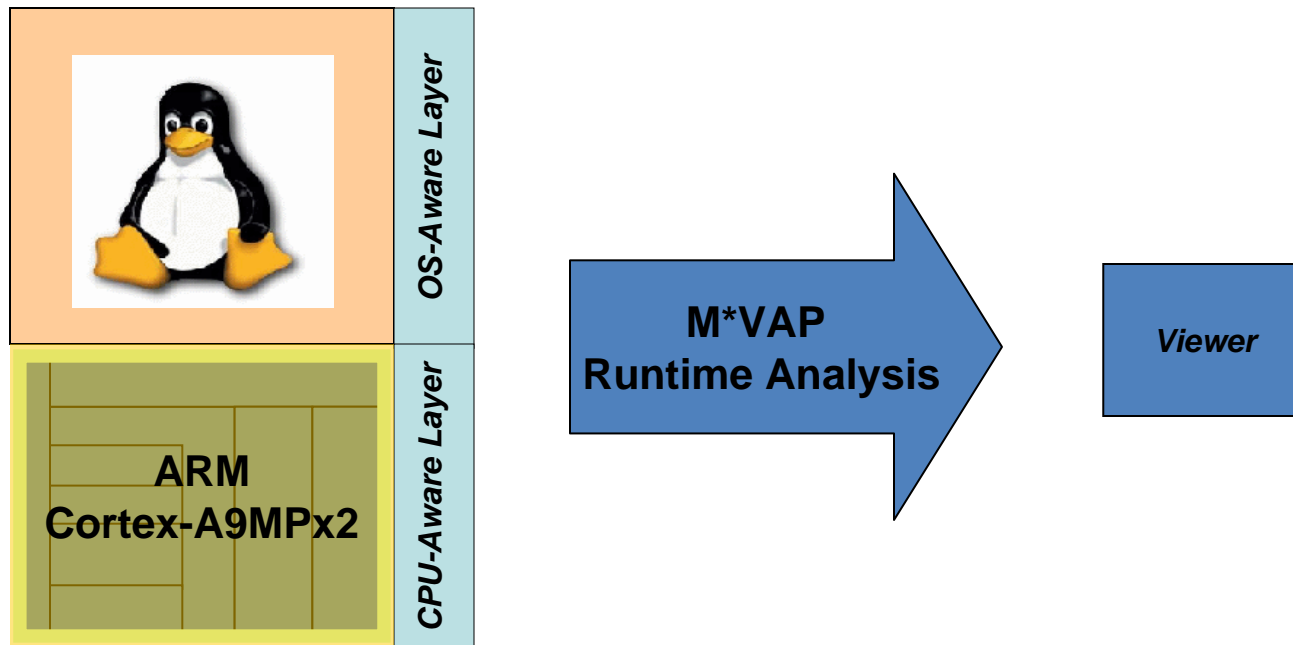 OS-Aware Layer
M*VAP
Runtime Analysis
Viewer
ARM
Cortex-A9MPx2
CPU-Aware Layer